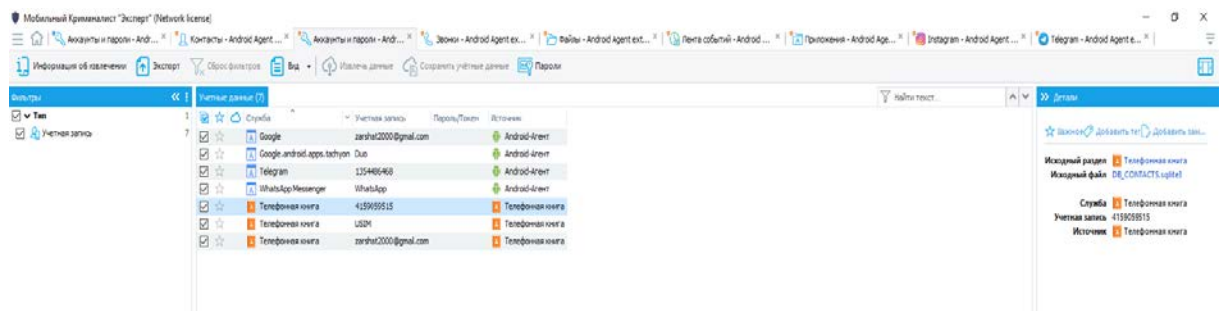 Мобильный Криминалист "Эксперт" (Network license)
Аккаунты и пароли - Andr... Контакты - Android Agent ... Аккаунты и пароли - Andr... Звонки - Android Agent ex... Файлы - Android Agent ext... Лента событий - Android ... Приложения - Android Age... Instagram - Android Agent ... Telegram - Android Agent e...
Информация об извлечении Экспорт Сброс фильтров Вид Извлечь данные Сохранить учётные данные Пароли
Фильтры
Тип 1
Учетная запись 7
Учетные данные (7) Найти текст...
Служба Учетная запись Пароль/Токен Источник
Google zarshat2000@gmail.com Android-Агент
Google.android.apps.tachyon Duo Android-Агент
Telegram 1354486468 Android-Агент
WhatsApp Messenger WhatsApp Android-Агент
Телефонная книга 4159059515 Телефонная книга
Телефонная книга USIM Телефонная книга
Телефонная книга zarshat2000@gmail.com Телефонная книга
Детали
Важное Добавить те Добавить зам...
Исходный раздел Телефонная книга
Исходный файл DB_CONTACTS.sqlite3
Служба Телефонная книга
Учетная запись 4159059515
Источник Телефонная книга